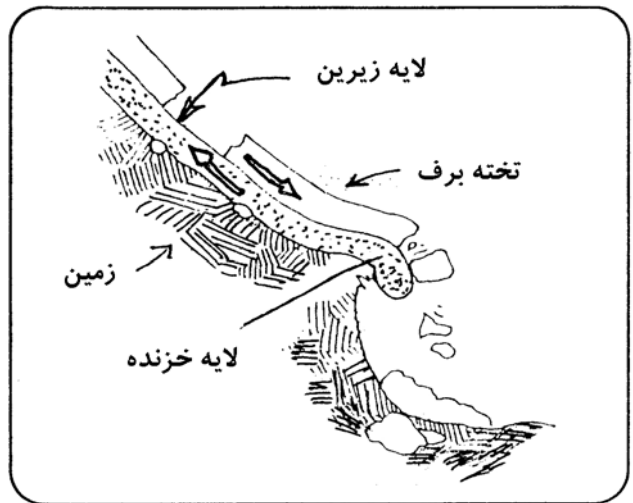 لایه زیرین
تخته برف
زمین
لایه خزنده